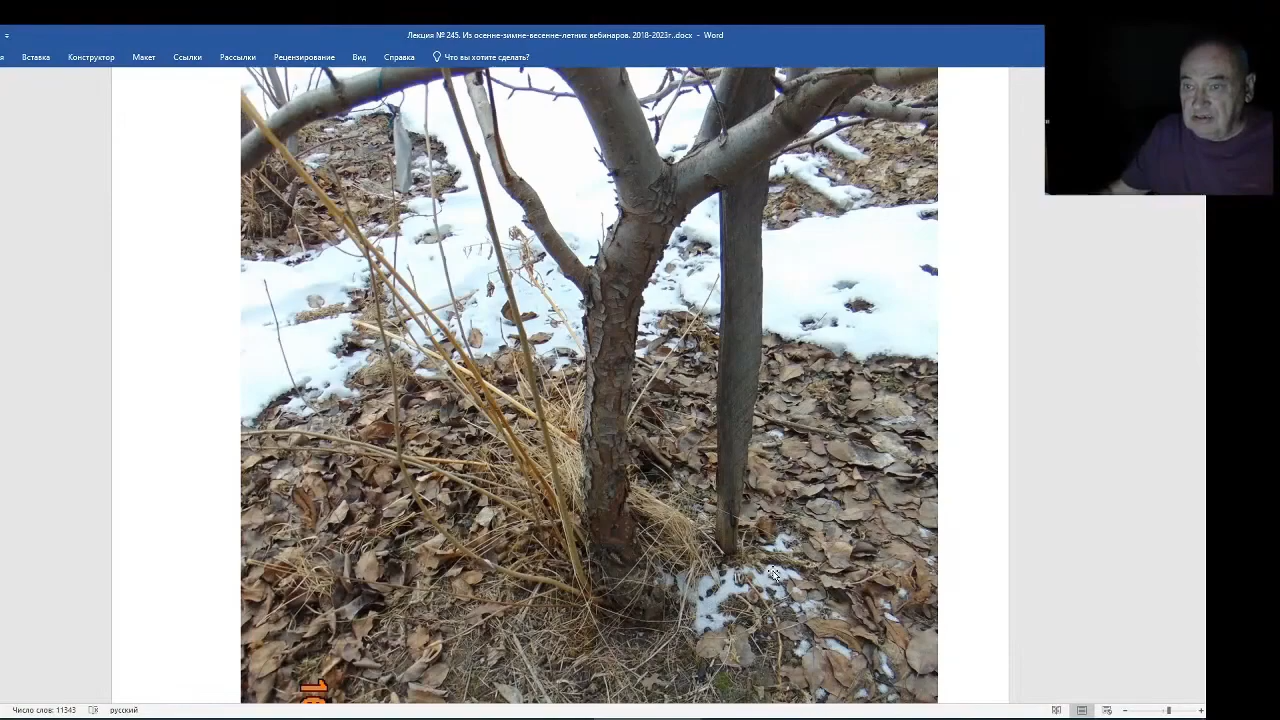 Лекция № 245. Из осенне-зимне-весенне-летних вебинаров. 2018-2023г..docx - Word
Вставка Конструктор Макет Ссылки Рассылки Рецензирование Вид Справка Что вы хотите сделать?
Число слов: 11343 русский